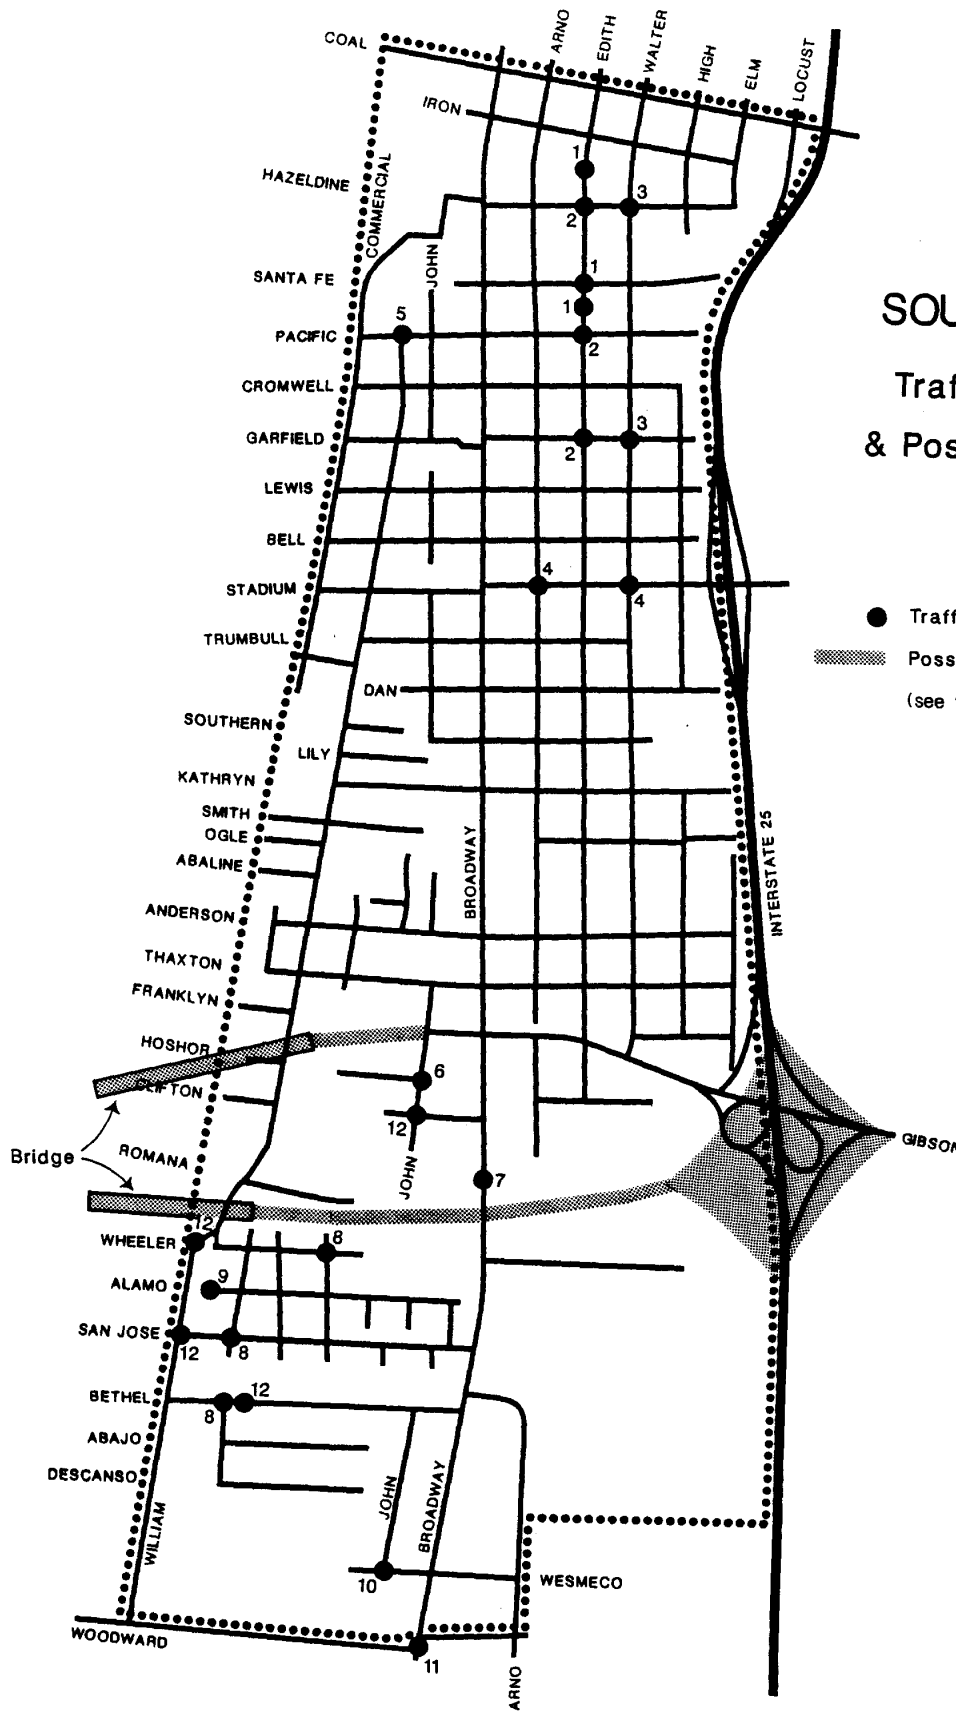 COAL
ARNO
EDITH
WALTER
HIGH
ELM
LOCUST
IRON
1
HAZELDINE
COMMERCIAL
3
2
SANTA FE
JOHN
1
1
5
PACIFIC
2
CROMWELL
GARFIELD
3
2
LEWIS
BELL
STADIUM
4
4
TRUMBULL
DAN
SOUTHERN
LILY
KATHRYN
SMITH
OGLE
ABALINE
BROADWAY
INTERSTATE 25
ANDERSON
THAXTON
FRANKLYN
HOSHOR
CLIFTON
6
12
Bridge
ROMANA
JOHN
7
GIBSON
12
WHEELER
8
ALAMO
9
SAN JOSE
12
8
BETHEL
12
8
ABAJO
DESCANSO
WILLIAM
JOHN
BROADWAY
10
WESMECO
WOODWARD
11
ARNO
SOU
Traf
& Pos
Traff
Poss
(see